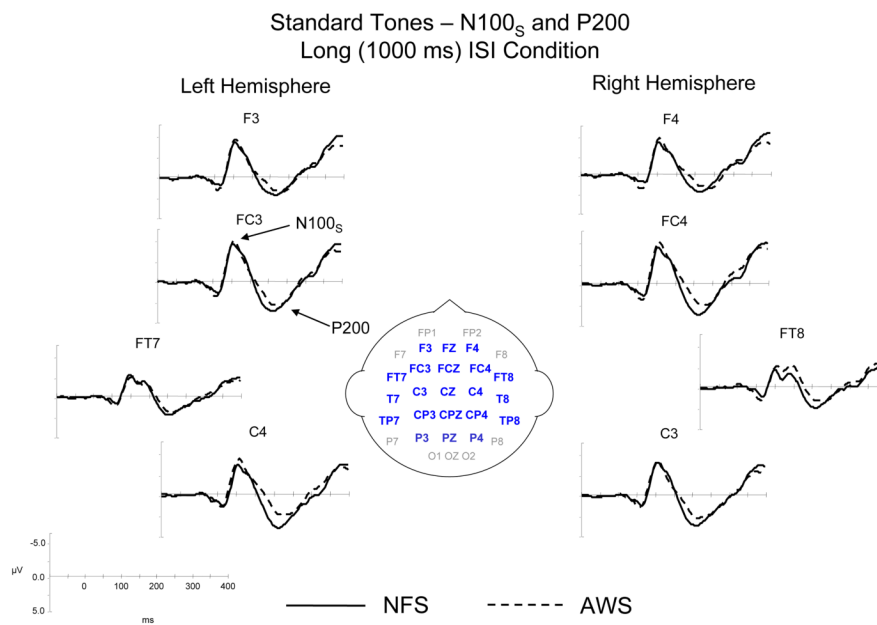 Standard Tones – N100S and P200
Long (1000 ms) ISI Condition
Left Hemisphere
Right Hemisphere
F3
F4
FC3
N100S
FC4
P200
FT7
FT8
FP1 FP2
F7 F3 FZ F4 F8
FC3 FCZ FC4
FT7 FT8
T7 C3 CZ C4 T8
TP7 CP3 CPZ CP4 TP8
P7 P3 PZ P4 P8
O1 OZ O2
C4
C3
-5.0
µV
0.0
5.0
0 100 200 300 400
ms
NFS
AWS